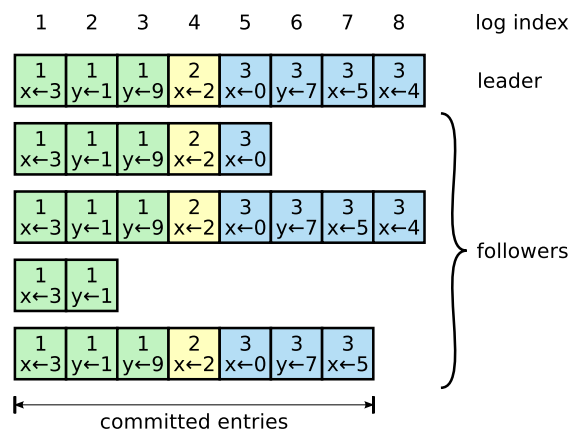 1 2 3 4 5 6 7 8 log index
1 1 1 2 3 3 3 3
x←3 y←1 y←9 x←2 x←0 y←7 x←5 x←4
leader
1 1 1 2 3
x←3 y←1 y←9 x←2 x←0
1 1 1 2 3 3 3 3
x←3 y←1 y←9 x←2 x←0 y←7 x←5 x←4
followers
1 1
x←3 y←1
1 1 1 2 3 3 3
x←3 y←1 y←9 x←2 x←0 y←7 x←5
committed entries